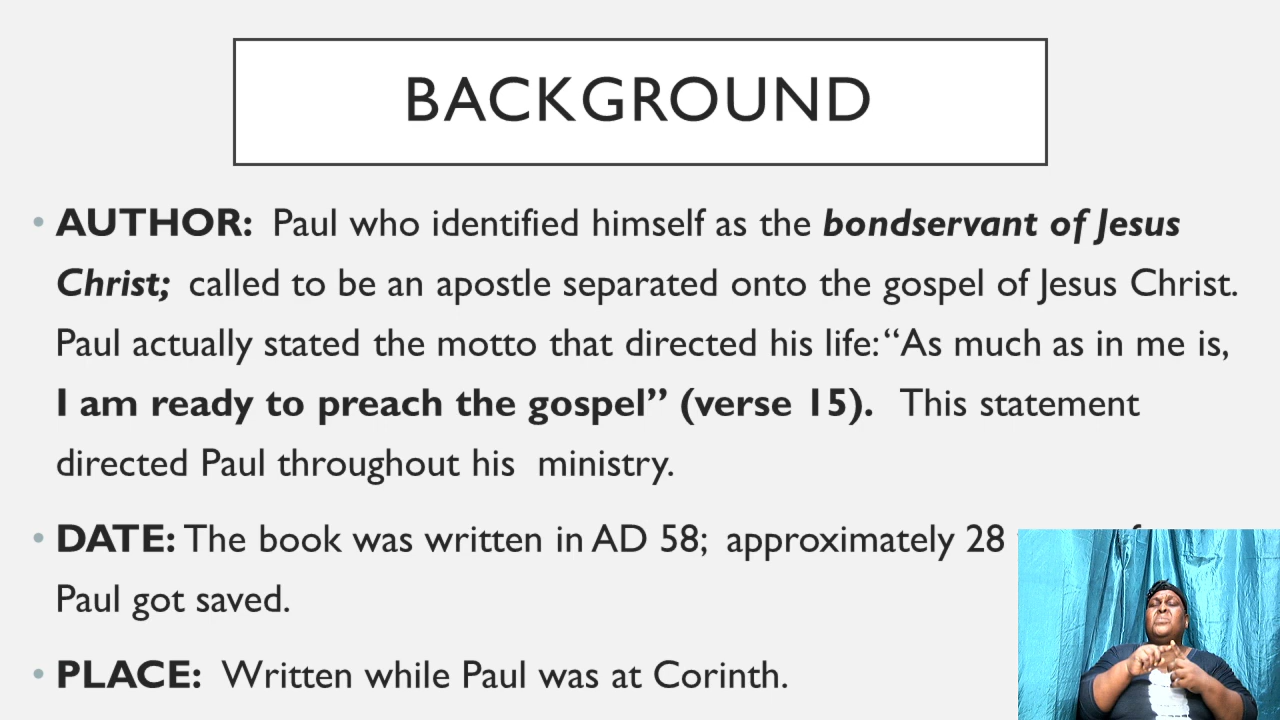 BACKGROUND
• AUTHOR: Paul who identified himself as the bondservant of Jesus
Christ; called to be an apostle separated onto the gospel of Jesus Christ.
Paul actually stated the motto that directed his life: “As much as in me is,
I am ready to preach the gospel” (verse 15). This statement
directed Paul throughout his ministry.
• DATE: The book was written in AD 58; approximately 28
Paul got saved.
• PLACE: Written while Paul was at Corinth.